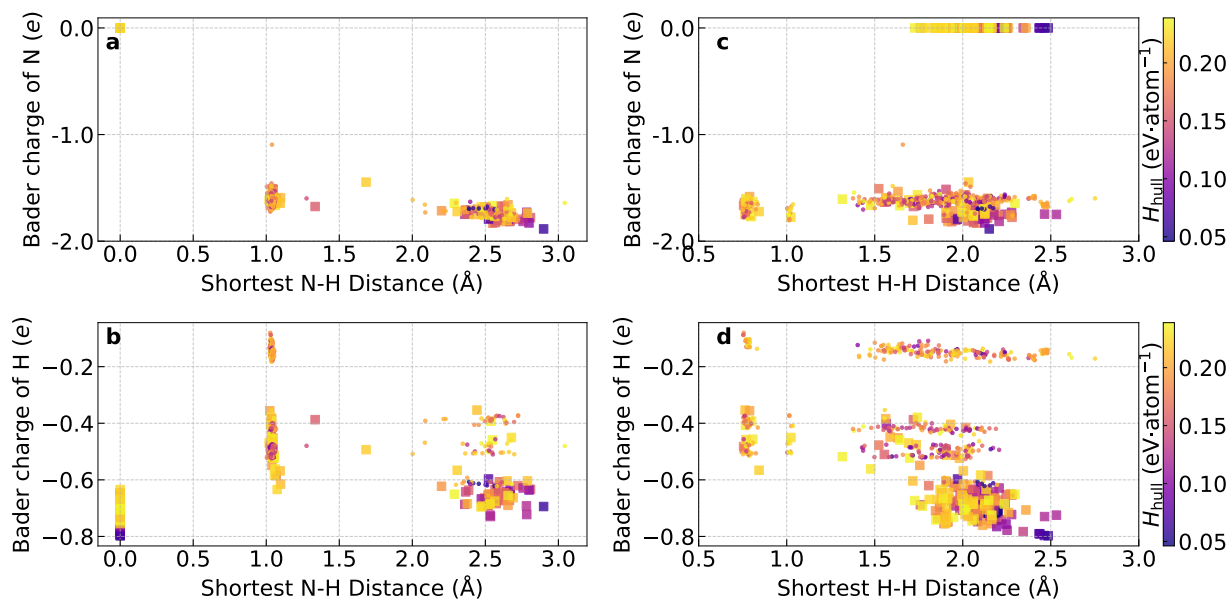 a
0.0
-1.0
-2.0
Bader charge of N (e)
0.0 0.5 1.0 1.5 2.0 2.5 3.0
Shortest N-H Distance (Å)
c
0.0
-1.0
-2.0
Bader charge of N (e)
0.5 1.0 1.5 2.0 2.5 3.0
Shortest H-H Distance (Å)
0.20
0.15
0.10
0.05
H_hull (eV·atom⁻¹)
b
−0.2
−0.4
−0.6
−0.8
Bader charge of H (e)
0.0 0.5 1.0 1.5 2.0 2.5 3.0
Shortest N-H Distance (Å)
d
−0.2
−0.4
−0.6
−0.8
Bader charge of H (e)
0.5 1.0 1.5 2.0 2.5 3.0
Shortest H-H Distance (Å)
0.20
0.15
0.10
0.05
H_hull (eV·atom⁻¹)